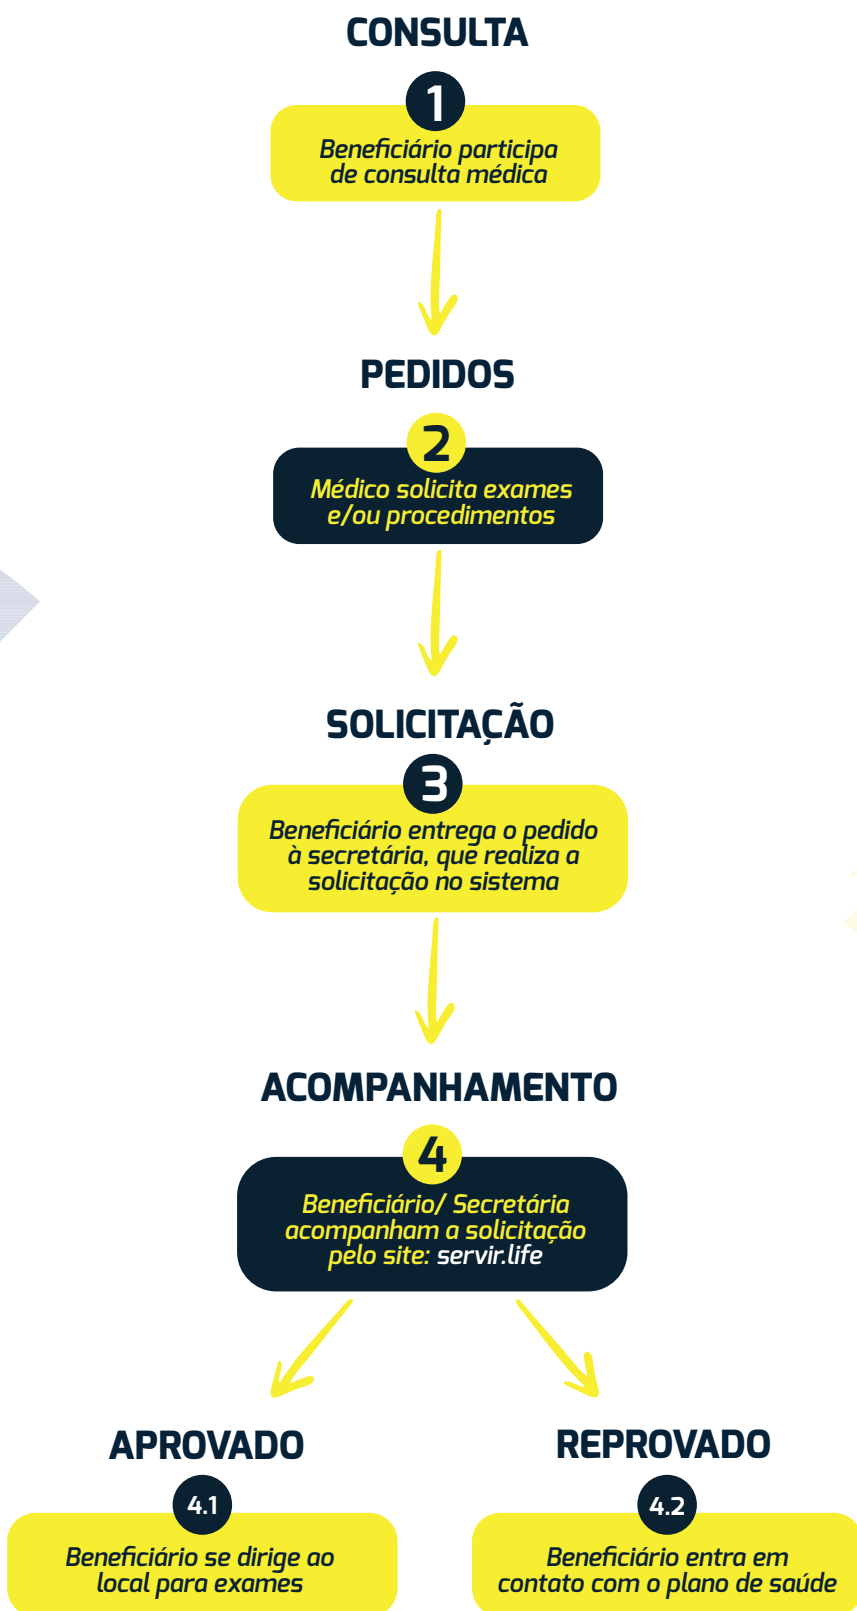 CONSULTA
1
Beneficiário participa
de consulta médica
PEDIDOS
2
Médico solicita exames
e/ou procedimentos
SOLICITAÇÃO
3
Beneficiário entrega o pedido
à secretária, que realiza a
solicitação no sistema
ACOMPANHAMENTO
4
Beneficiário/ Secretária
acompanham a solicitação
pelo site: servir.life
APROVADO
4.1
Beneficiário se dirige ao
local para exames
REPROVADO
4.2
Beneficiário entra em
contato com o plano de saúde